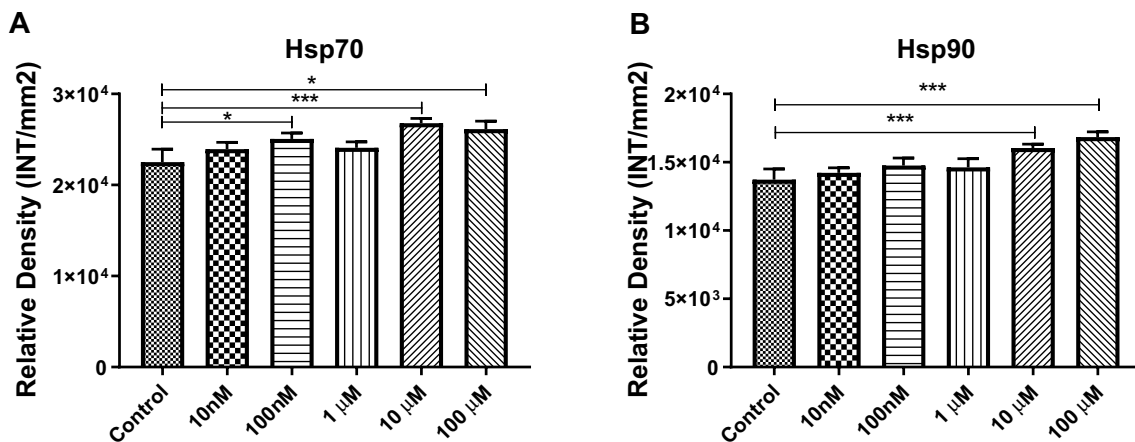 A
Hsp70
Relative Density (INT/mm2)
3×10⁴
2×10⁴
1×10⁴
0
*
***
*
Control
10nM
100nM
1 μM
10 μM
100 μM
B
Hsp90
Relative Density (INT/mm2)
2×10⁴
1.5×10⁴
1×10⁴
5×10³
0
***
***
Control
10nM
100nM
1 μM
10 μM
100 μM